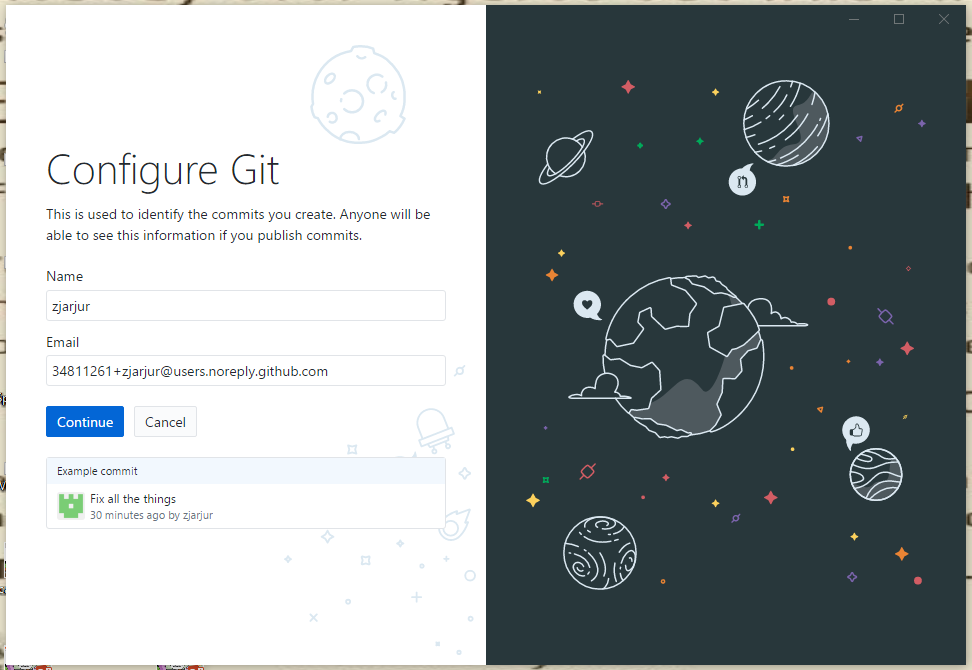 Configure Git
This is used to identify the commits you create. Anyone will be
able to see this information if you publish commits.
Name
zjarjur
Email
34811261+zjarjur@users.noreply.github.com
Continue Cancel
Example commit
Fix all the things
30 minutes ago by zjarjur